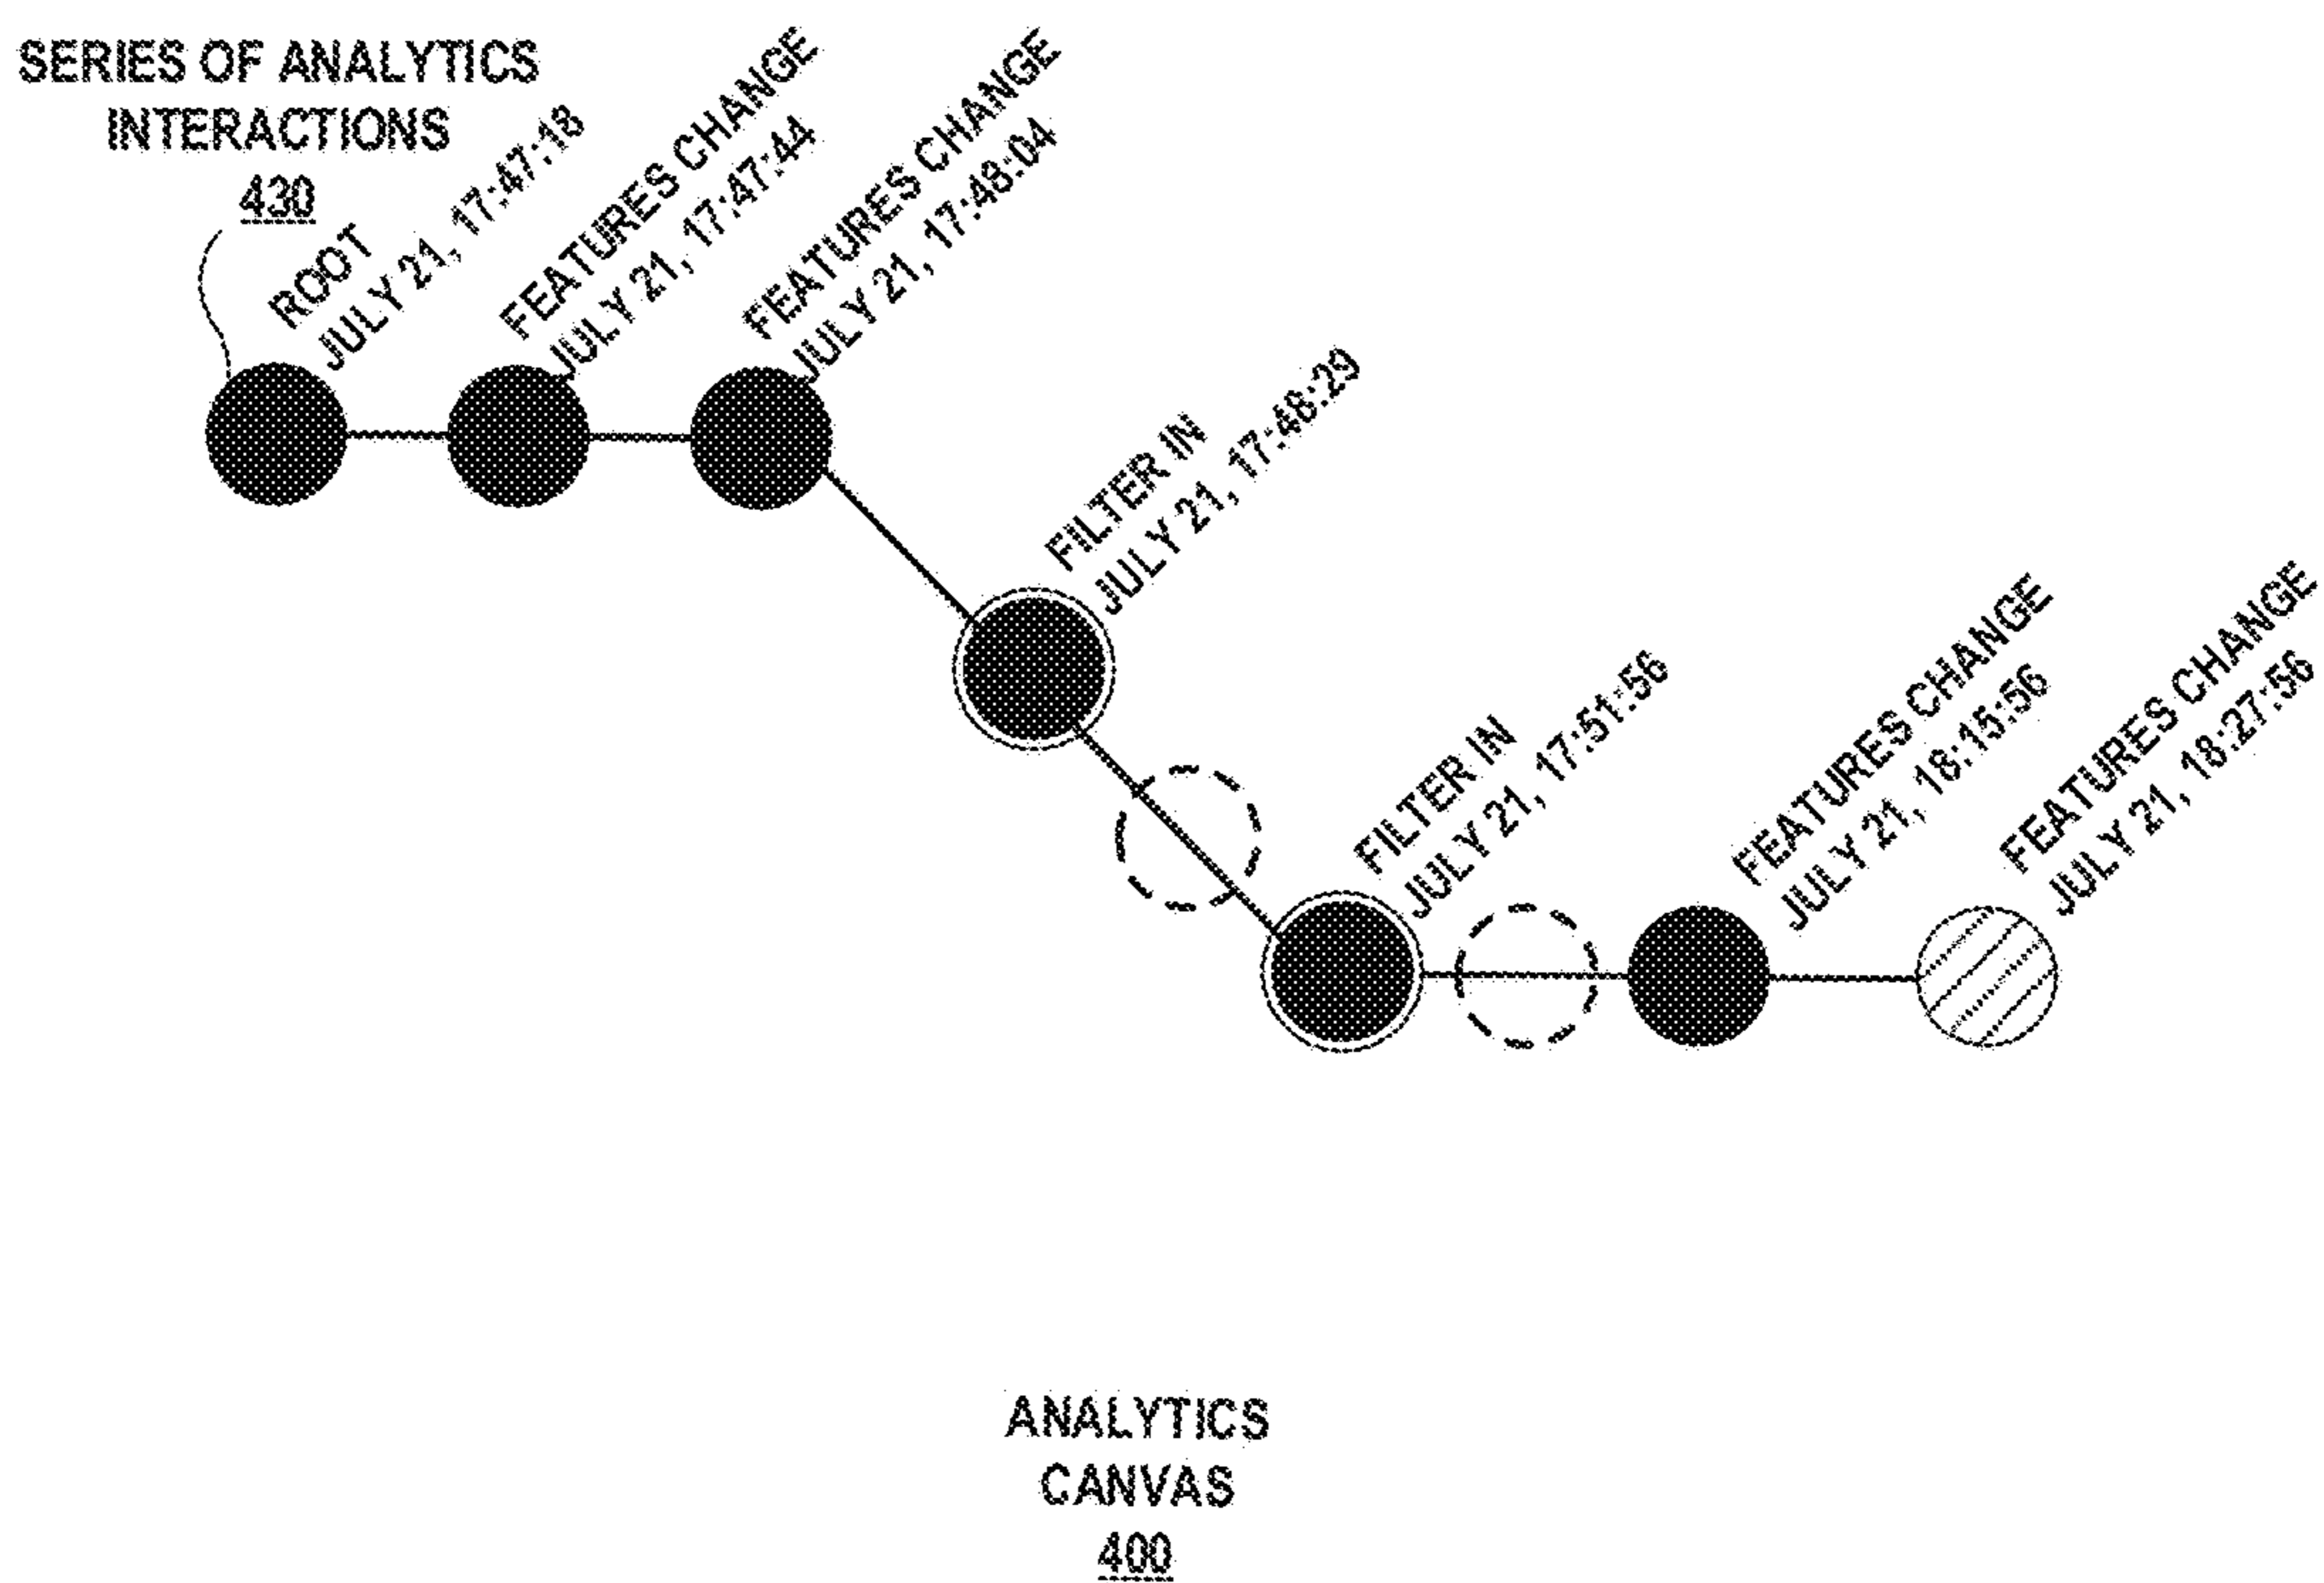 SERIES OF ANALYTICS
INTERACTIONS
430
ROOT
JULY 21, 17:47:18
FEATURES CHANGE
JULY 21, 17:47:44
FEATURES CHANGE
JULY 21, 17:48:04
FILTER IN
JULY 21, 17:48:29
FILTER IN
JULY 21, 17:51:56
FEATURES CHANGE
JULY 21, 18:15:56
FEATURES CHANGE
JULY 21, 18:27:56
ANALYTICS
CANVAS
400